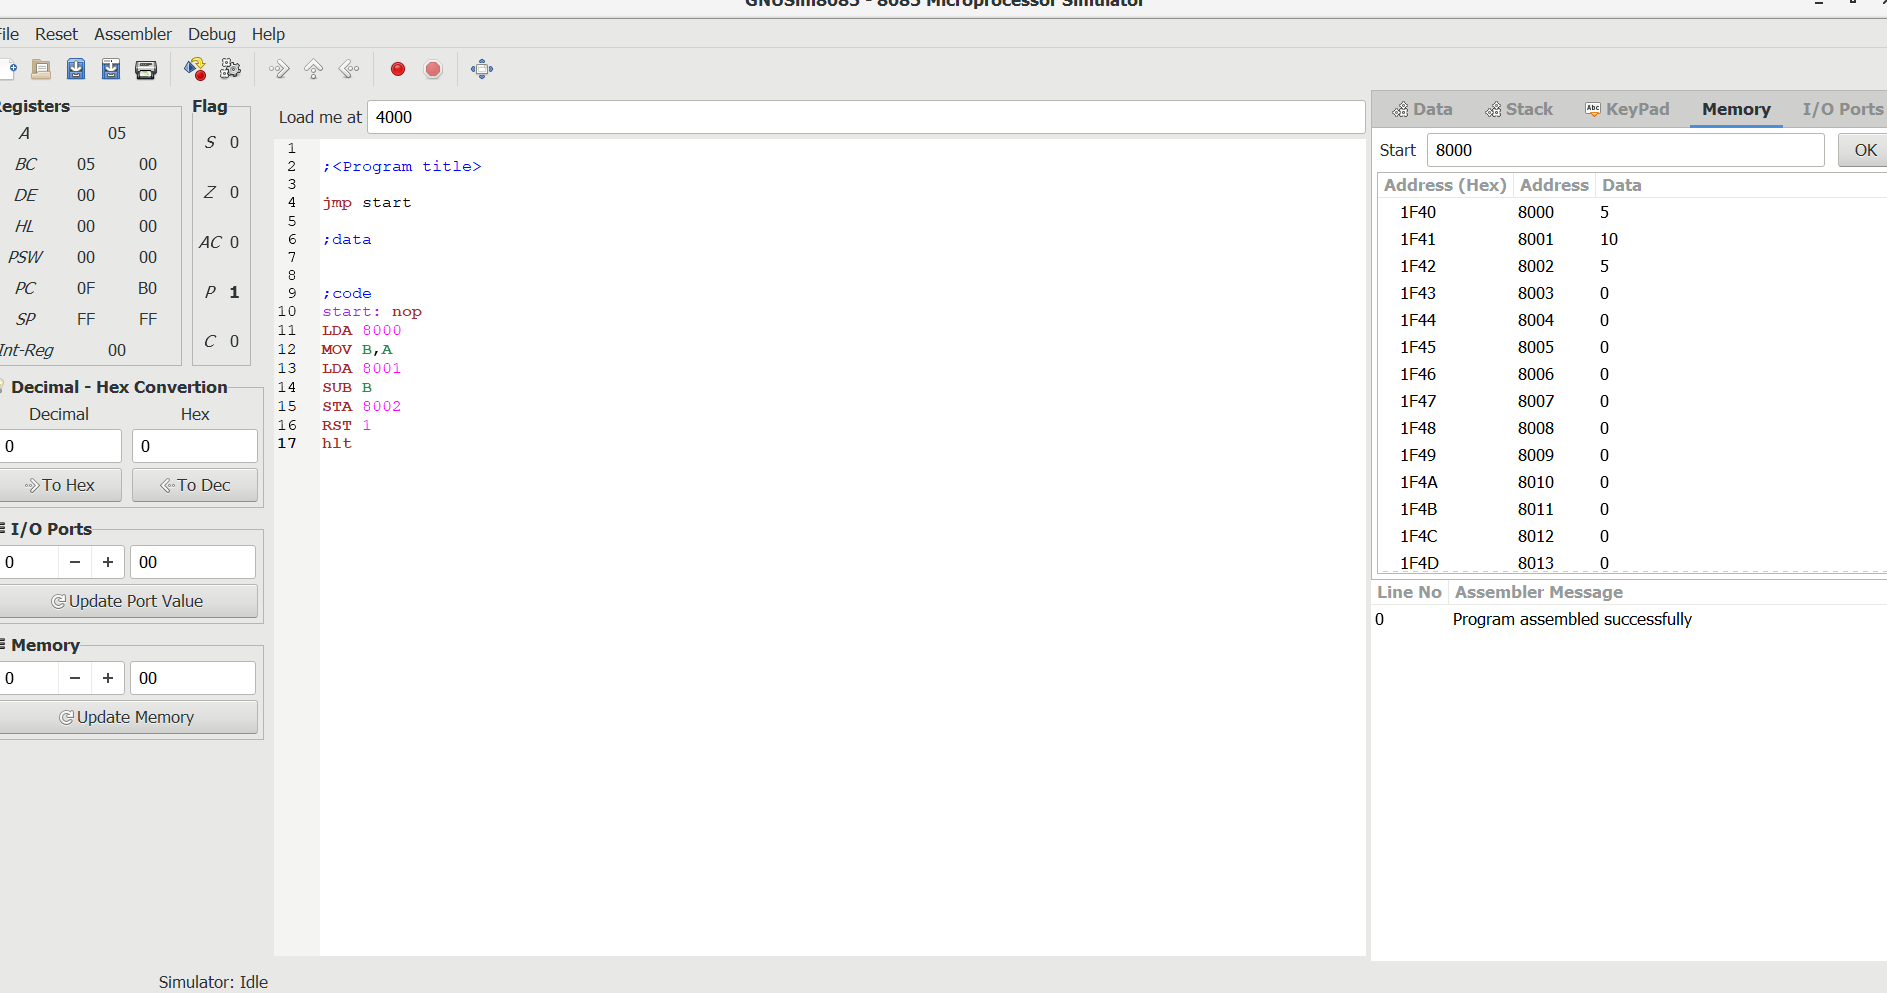 GNUSim8085 - 8085 Microprocessor Simulator
File Reset Assembler Debug Help
Registers
A 05
BC 05 00
DE 00 00
HL 00 00
PSW 00 00
PC 0F B0
SP FF FF
Int-Reg 00
Flag
S 0
Z 0
AC 0
P 1
C 0
Decimal - Hex Convertion
Decimal Hex
0 0
To Hex To Dec
I/O Ports
0 − + 00
Update Port Value
Memory
0 − + 00
Update Memory
Load me at 4000
1
2 ;<Program title>
3
4 jmp start
5
6 ;data
7
8
9 ;code
10 start: nop
11 LDA 8000
12 MOV B,A
13 LDA 8001
14 SUB B
15 STA 8002
16 RST 1
17 hlt
Data Stack Abc KeyPad Memory I/O Ports
Start 8000 OK
Address (Hex) Address Data
1F40 8000 5
1F41 8001 10
1F42 8002 5
1F43 8003 0
1F44 8004 0
1F45 8005 0
1F46 8006 0
1F47 8007 0
1F48 8008 0
1F49 8009 0
1F4A 8010 0
1F4B 8011 0
1F4C 8012 0
1F4D 8013 0
Line No Assembler Message
0 Program assembled successfully
Simulator: Idle